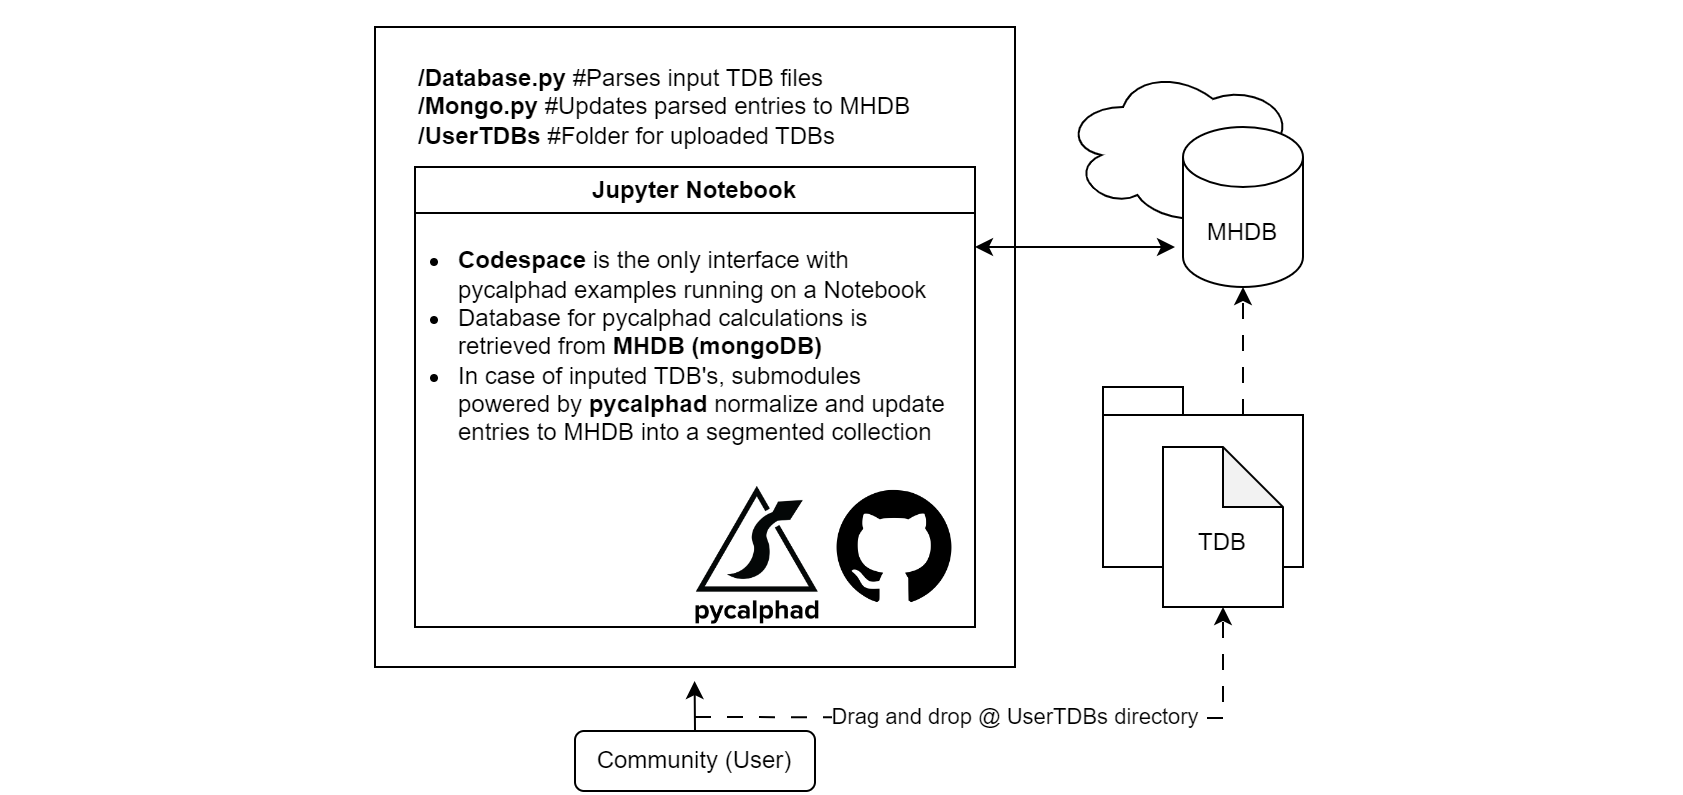 /Database.py #Parses input TDB files
/Mongo.py #Updates parsed entries to MHDB
/UserTDBs #Folder for uploaded TDBs
Jupyter Notebook
Codespace is the only interface with
pycalphad examples running on a Notebook
Database for pycalphad calculations is
retrieved from MHDB (mongoDB)
In case of inputed TDB's, submodules
powered by pycalphad normalize and update
entries to MHDB into a segmented collection
pycalphad
MHDB
TDB
Drag and drop @ UserTDBs directory
Community (User)